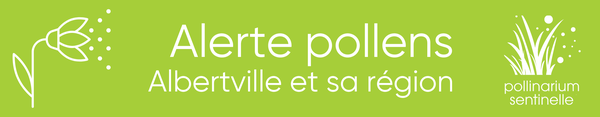 Alerte pollens
Albertville et sa région
pollinarium
sentinelle